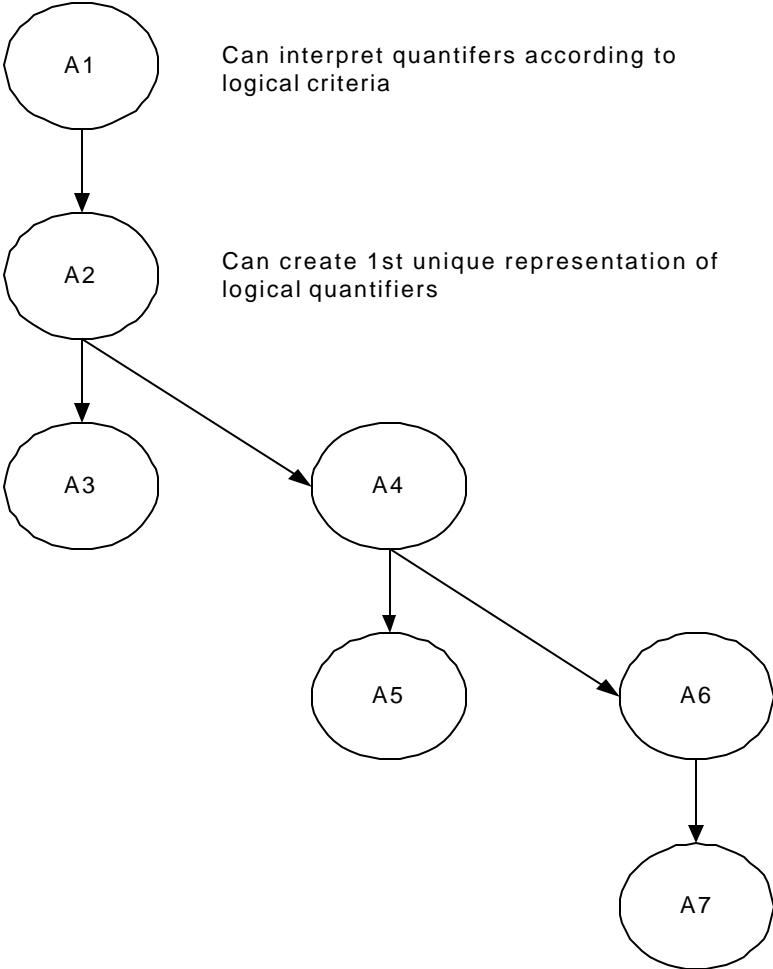 A1
Can interpret quantifers according to
logical criteria
A2
Can create 1st unique representation of
logical quantifiers
A3
A4
A5
A6
A7